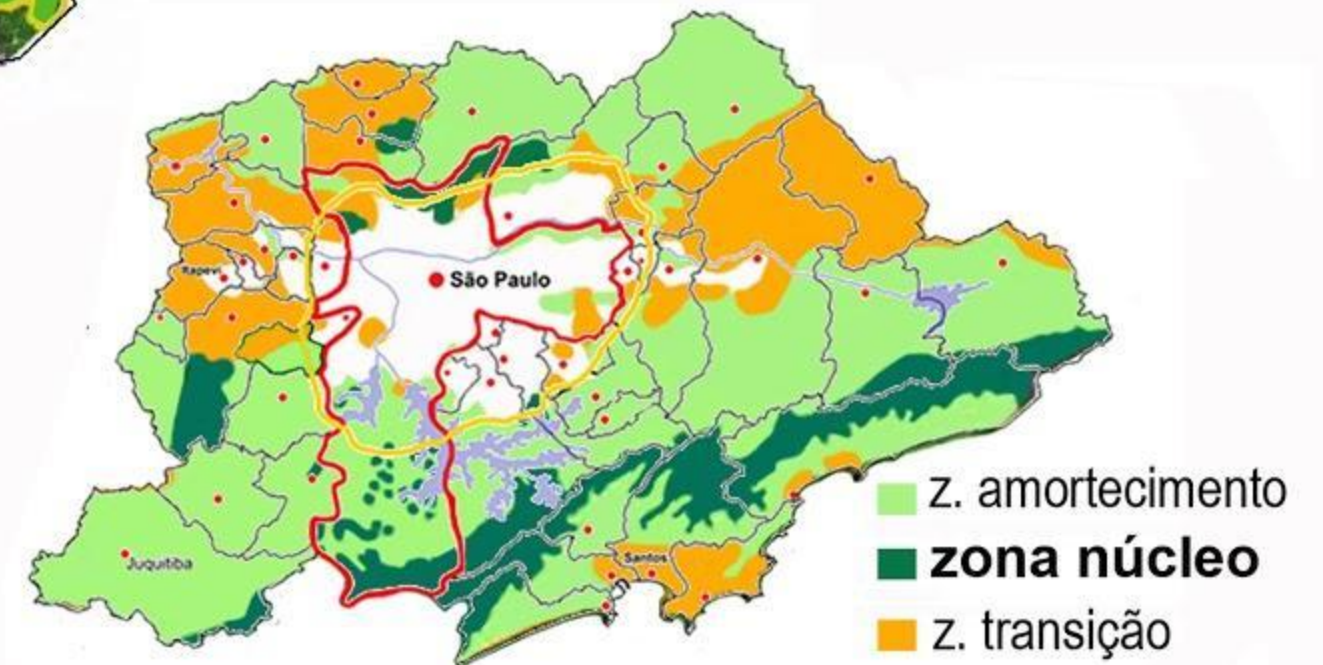 São Paulo
Itapevi
Juquitiba
Santos
z. amortecimento
zona núcleo
z. transição